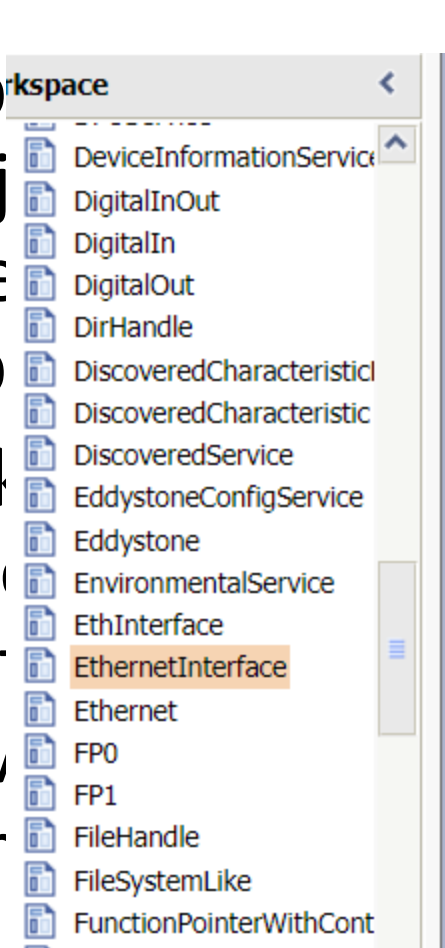 rkspace
DeviceInformationService
DigitalInOut
DigitalIn
DigitalOut
DirHandle
DiscoveredCharacteristic
DiscoveredCharacteristic
DiscoveredService
EddystoneConfigService
Eddystone
EnvironmentalService
EthInterface
EthernetInterface
Ethernet
FP0
FP1
FileHandle
FileSystemLike
FunctionPointerWithCont